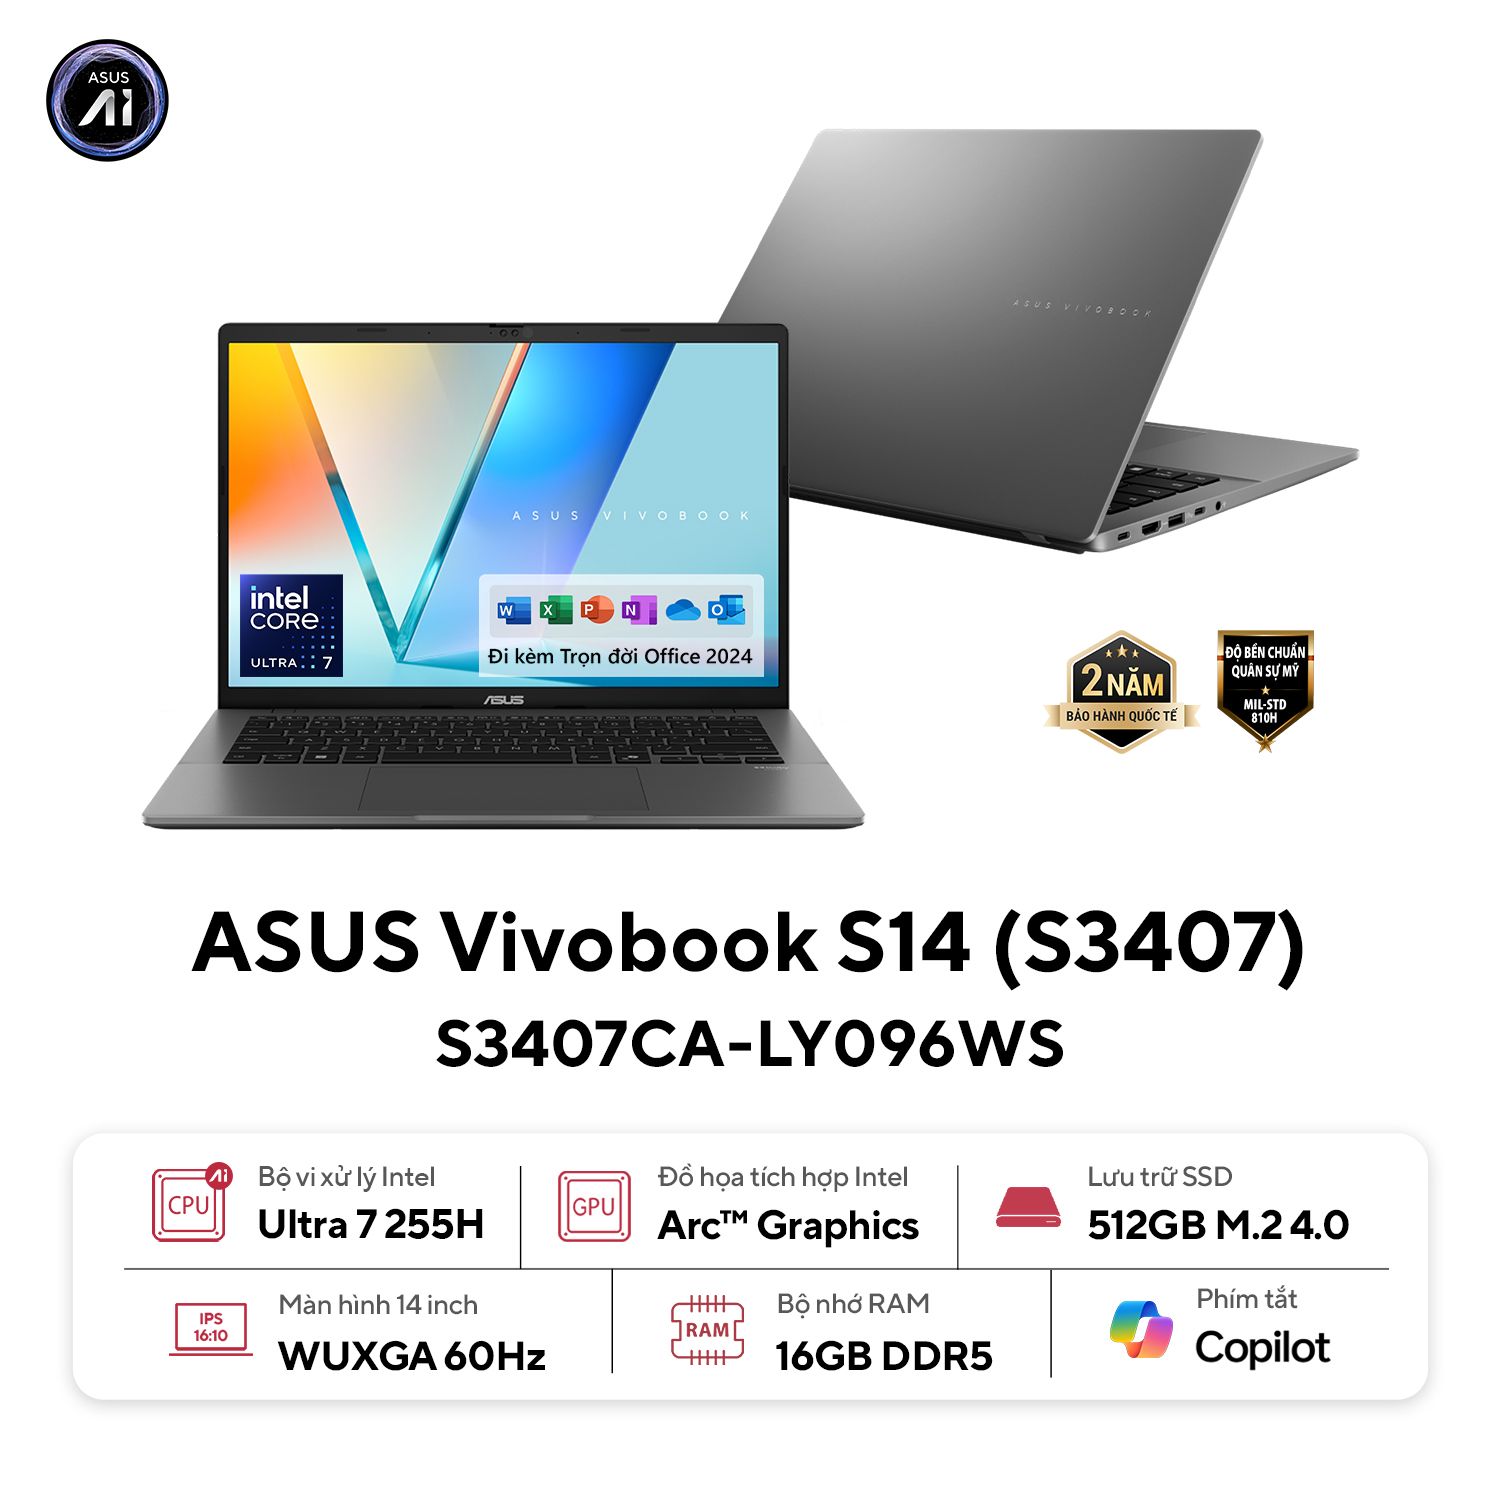 ASUS
Ai
ASUS VIVOBOOK
ASUS VIVOBOOK
intel
CORE
ULTRA 7
W X P N O
Đi kèm Trọn đời Office 2024
ASUS
2 NĂM
BẢO HÀNH QUỐC TẾ
ĐỘ BỀN CHUẨN
QUÂN SỰ MỸ
MIL-STD
810H
ASUS Vivobook S14 (S3407)
S3407CA-LY096WS
CPU
Ai
Bộ vi xử lý Intel
Ultra 7 255H
GPU
Đồ họa tích hợp Intel
Arc™ Graphics
Lưu trữ SSD
512GB M.2 4.0
IPS
16:10
Màn hình 14 inch
WUXGA 60Hz
RAM
Bộ nhớ RAM
16GB DDR5
Phím tắt
Copilot